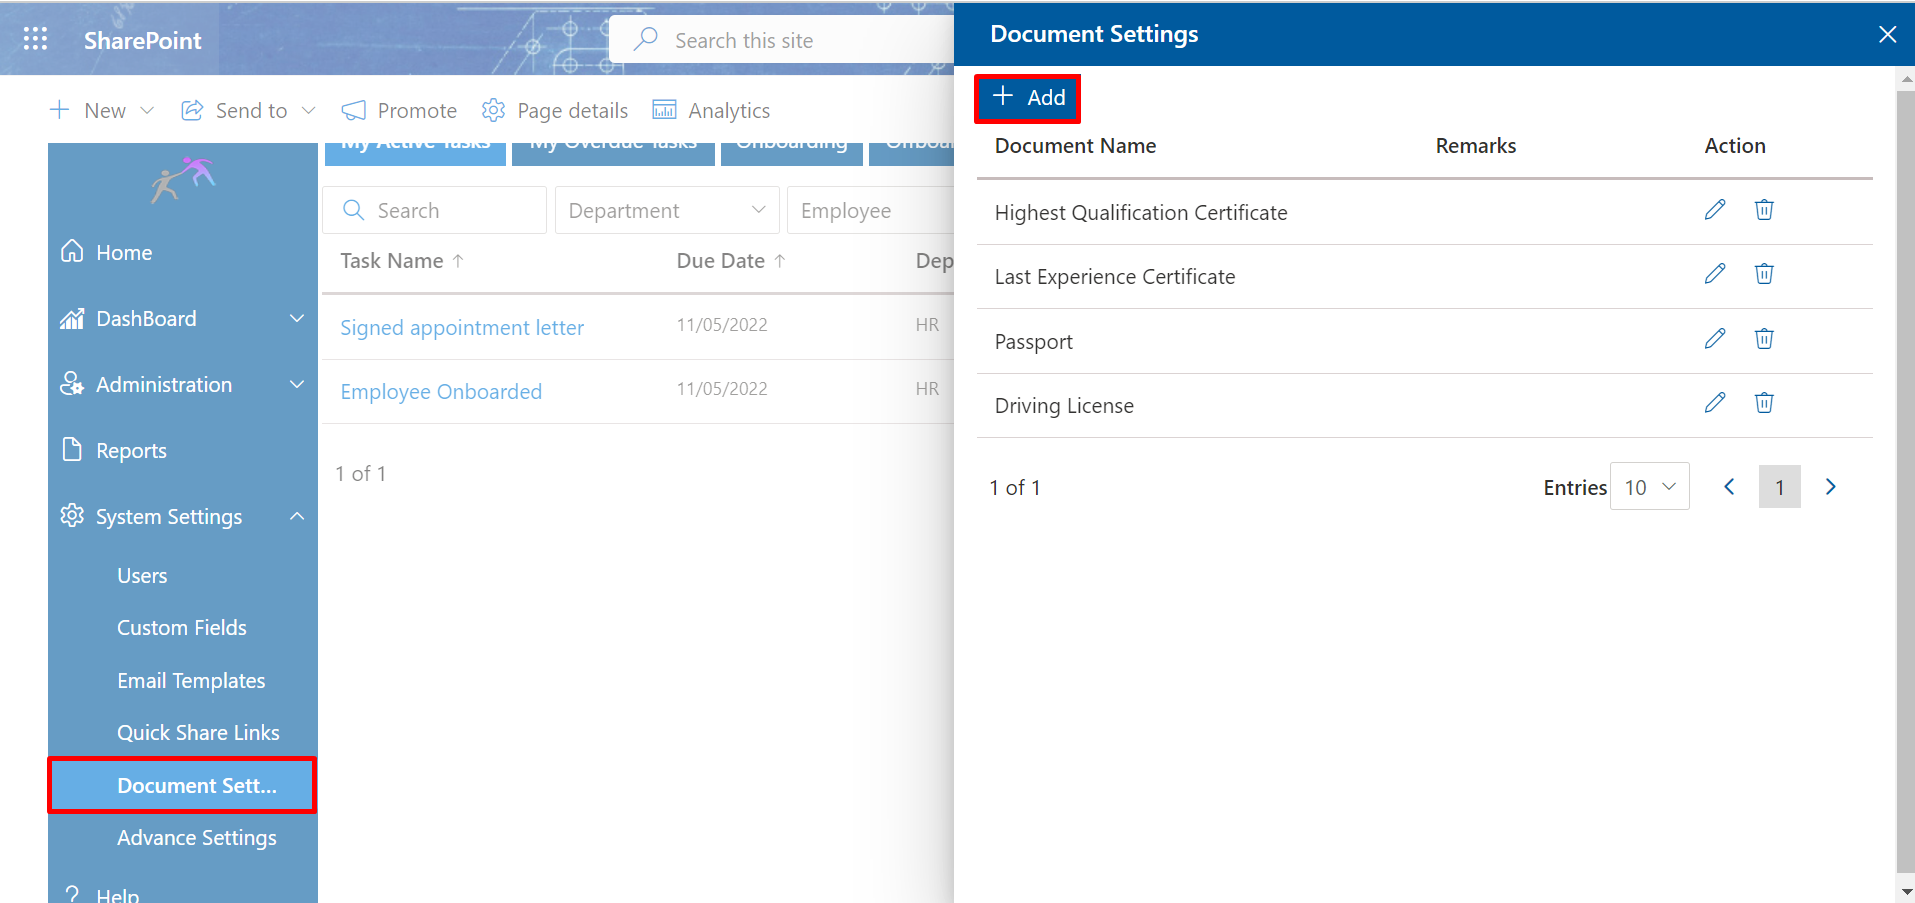 SharePoint
Search this site
New
Send to
Promote
Page details
Analytics
My Active Tasks
My Overdue Tasks
Onboarding
Search
Department
Employee
Task Name ↑
Due Date ↑
Dep
Signed appointment letter
11/05/2022
HR
Employee Onboarded
11/05/2022
HR
1 of 1
Home
DashBoard
Administration
Reports
System Settings
Users
Custom Fields
Email Templates
Quick Share Links
Document Sett...
Advance Settings
Help
Document Settings
+ Add
Document Name
Remarks
Action
Highest Qualification Certificate
Last Experience Certificate
Passport
Driving License
1 of 1
Entries
10
1